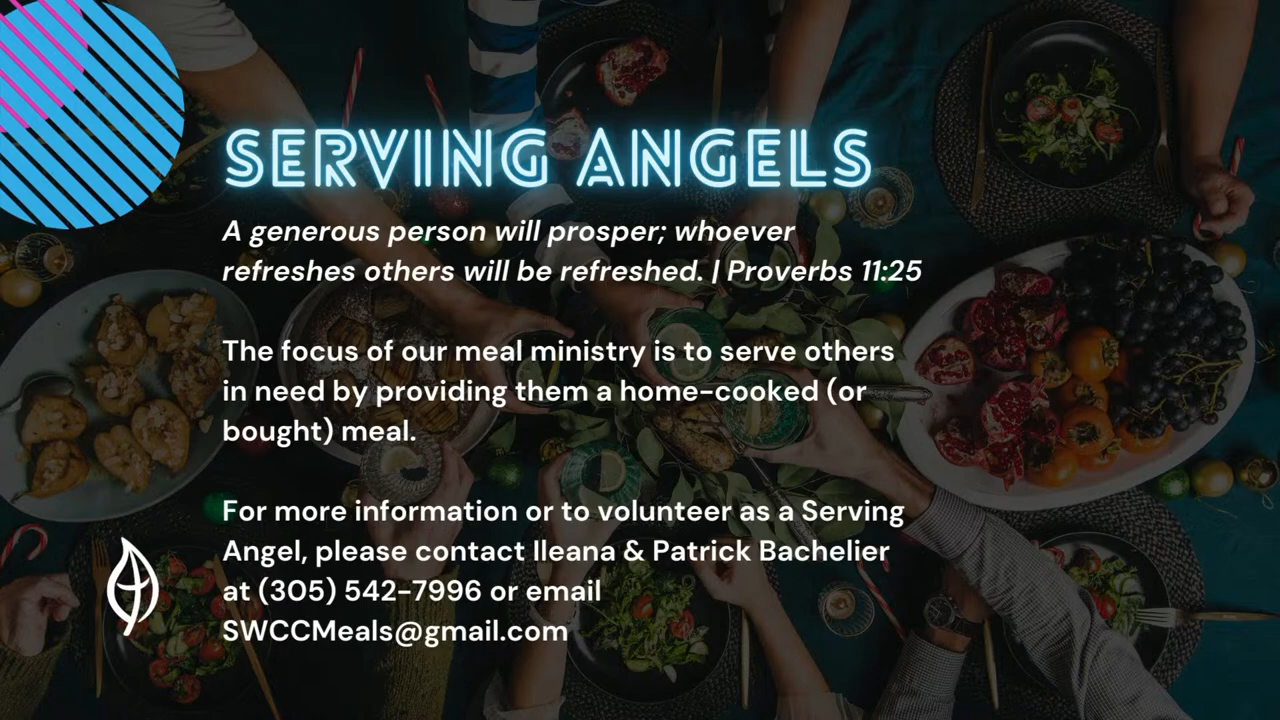 SERVING ANGELS
A generous person will prosper; whoever
refreshes others will be refreshed. | Proverbs 11:25
The focus of our meal ministry is to serve others
in need by providing them a home-cooked (or
bought) meal.
For more information or to volunteer as a Serving
Angel, please contact Ileana & Patrick Bachelier
at (305) 542-7996 or email
SWCCMeals@gmail.com